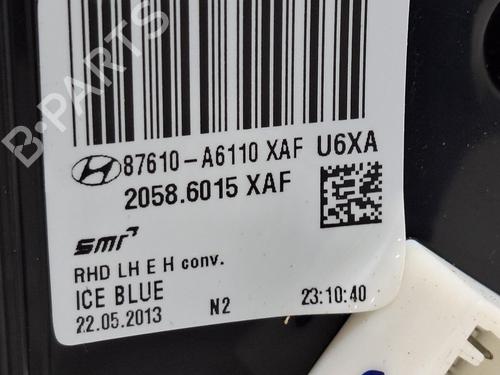 B-PARTS
87610-A6110 XAF U6XA
2058.6015 XAF
smr
RHD LH E H conv.
ICE BLUE
22.05.2013 N2 23:10:40